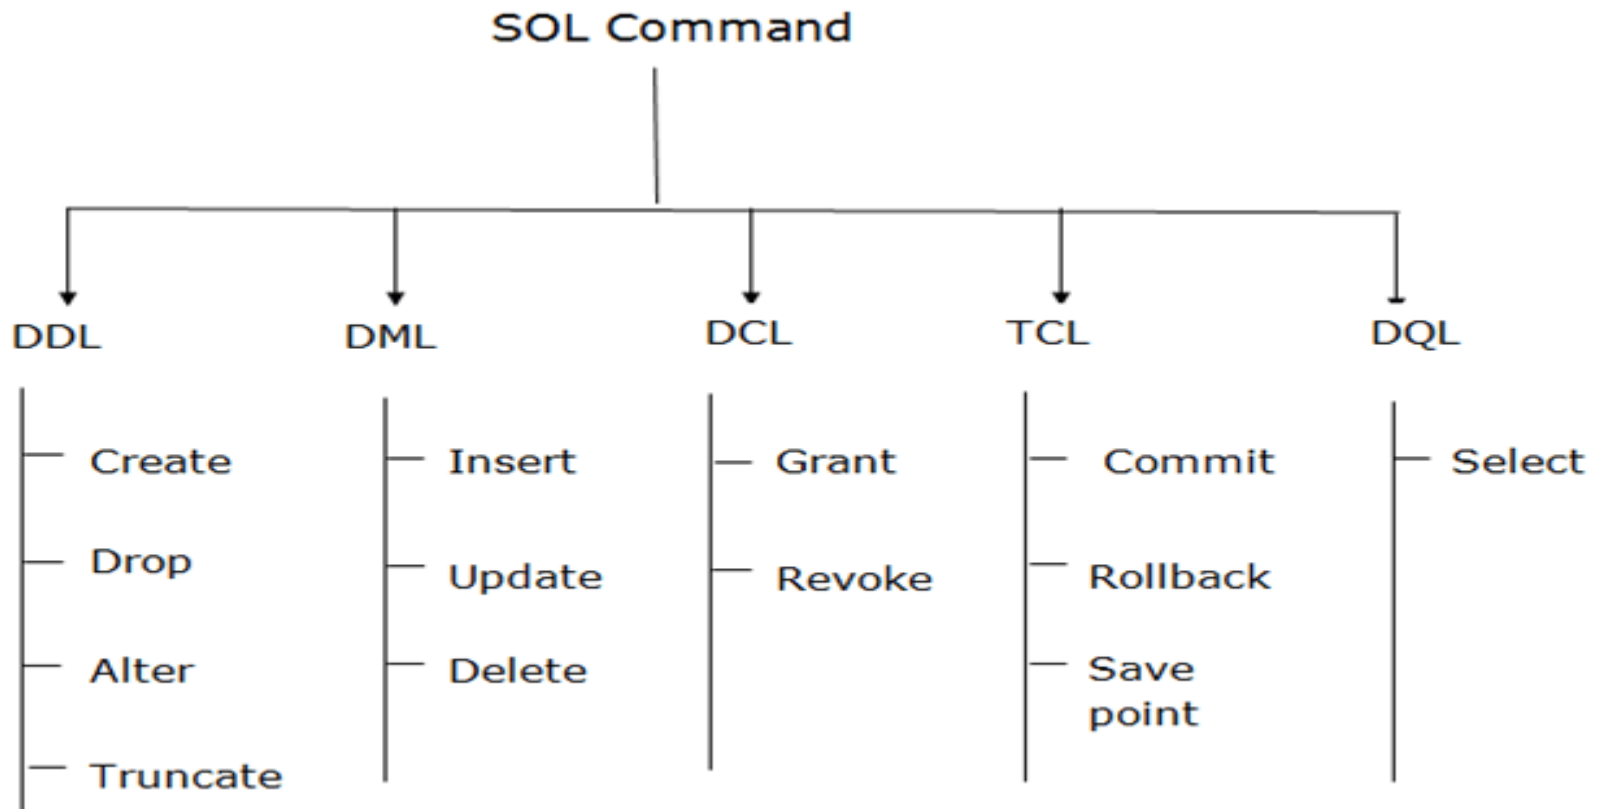 SOL Command
DDL
DML
DCL
TCL
DQL
Create
Drop
Alter
Truncate
Insert
Update
Delete
Grant
Revoke
Commit
Rollback
Save
point
Select